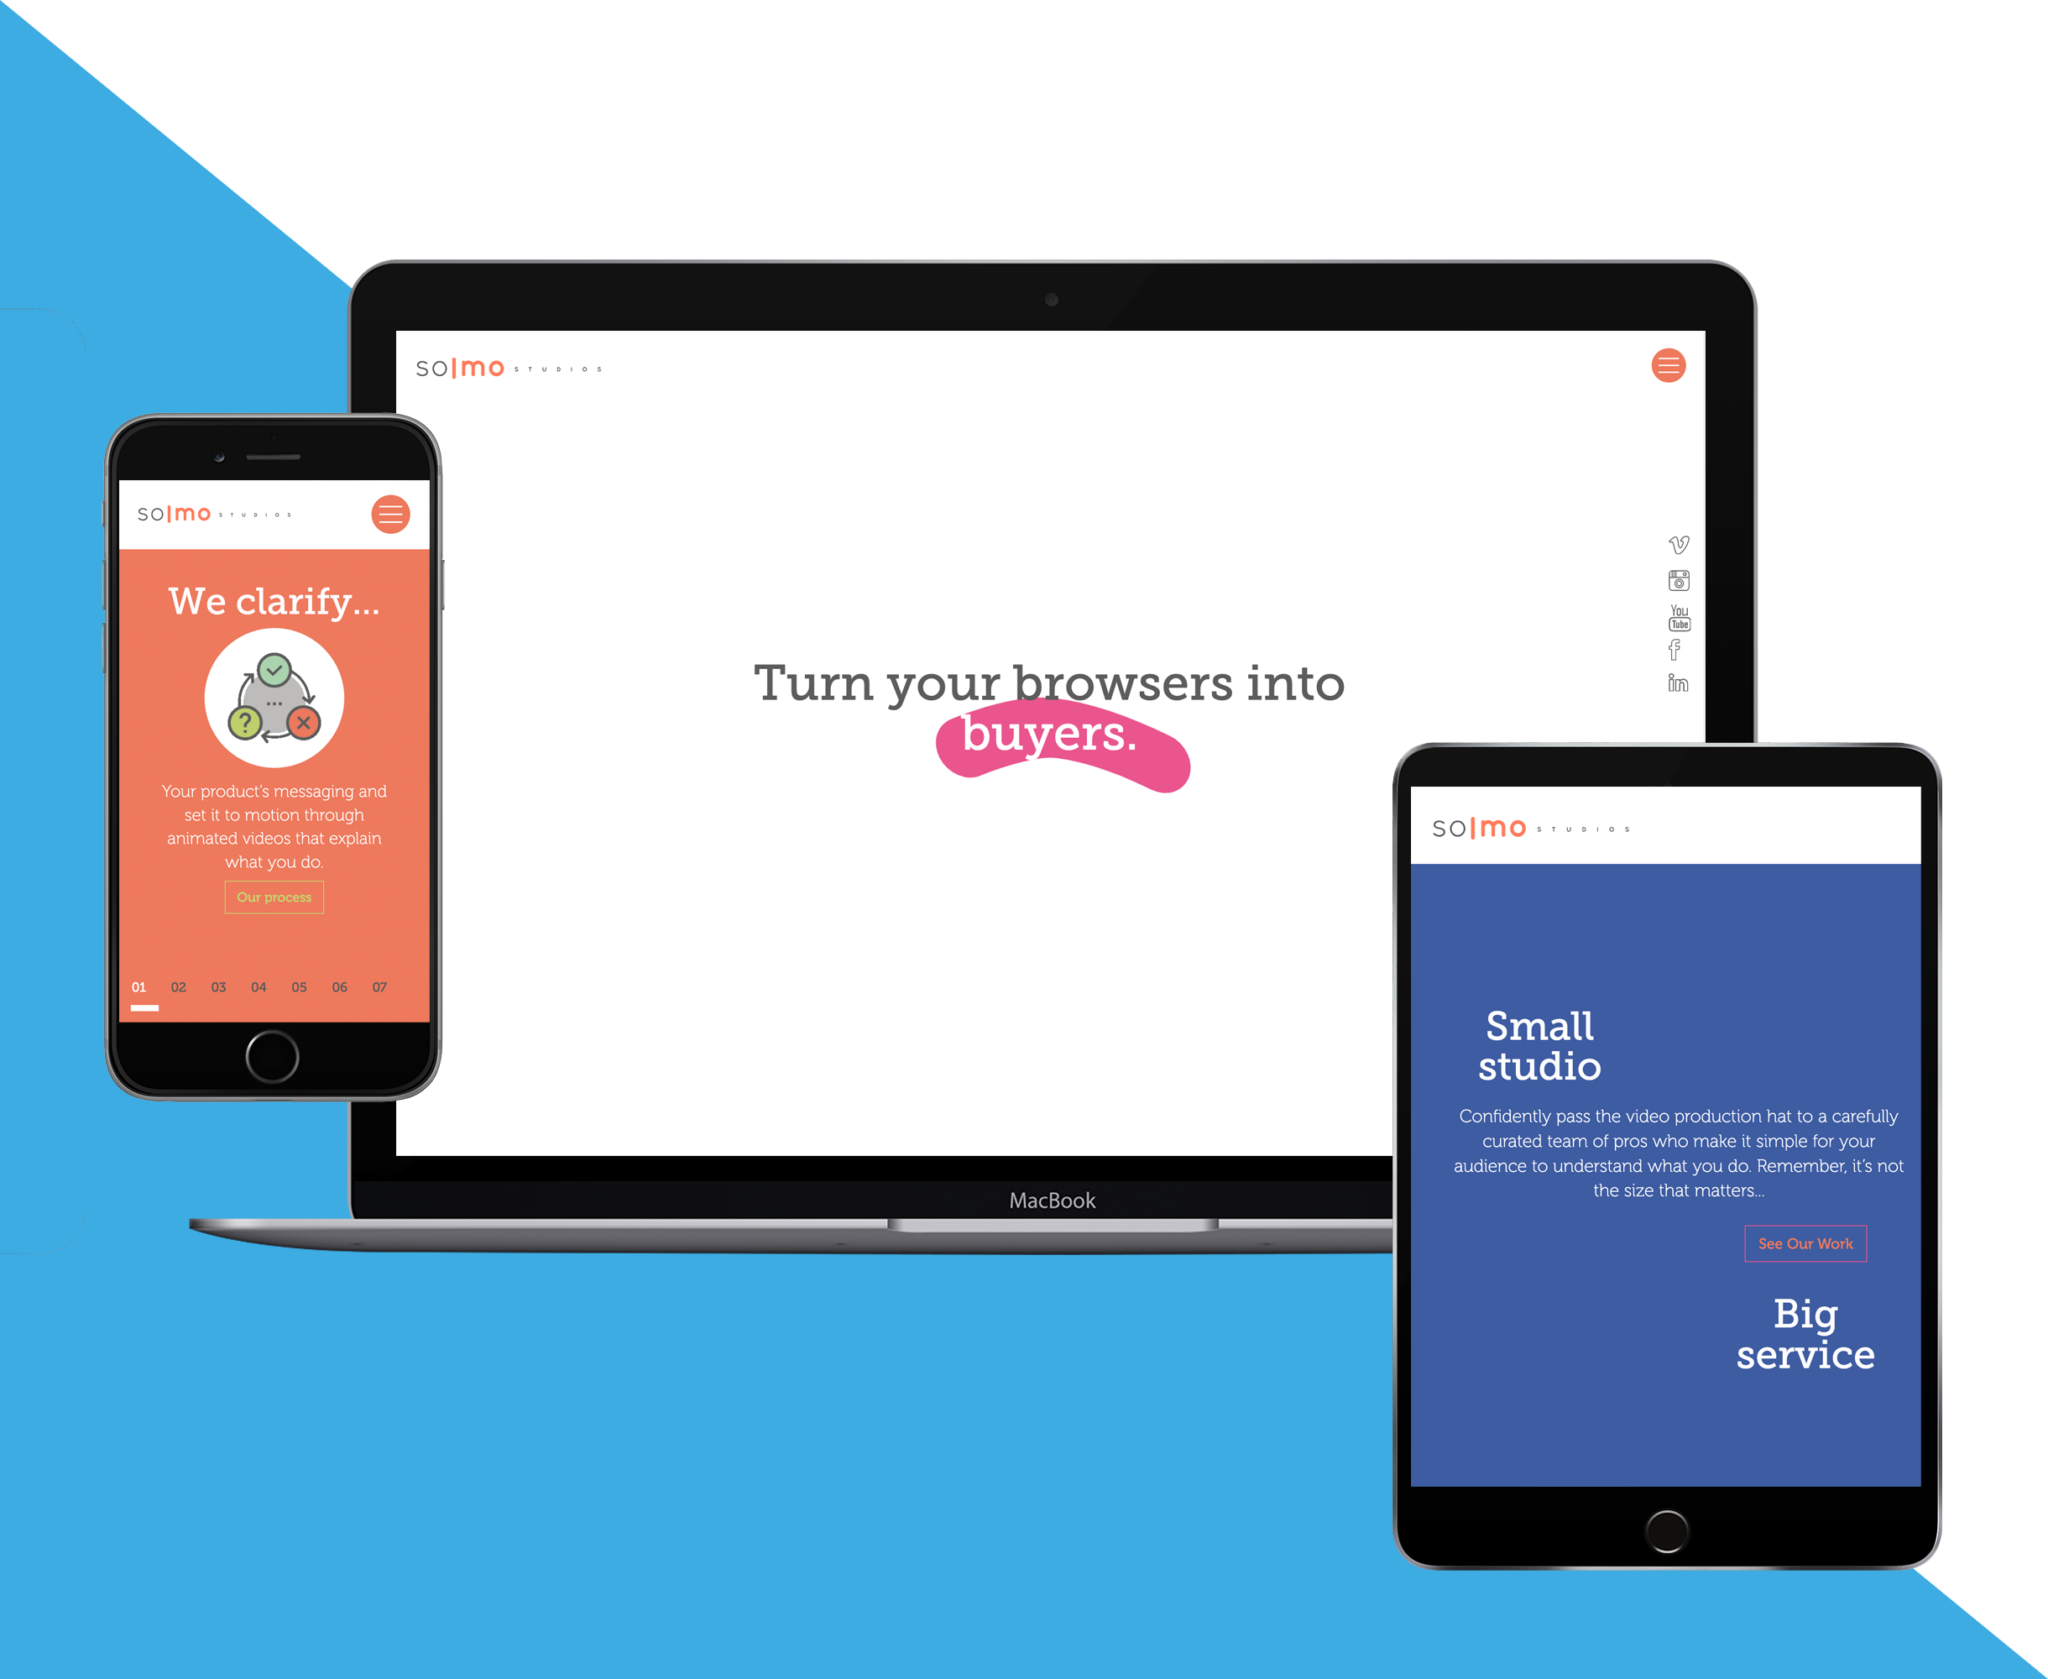 so|mo STUDIOS
We clarify...
?
...
Your product's messaging and
set it to motion through
animated videos that explain
what you do.
Our process
01 02 03 04 05 06 07
so|mo STUDIOS
Turn your browsers into
buyers.
You
Tube
f
in
MacBook
so|mo STUDIOS
Small
studio
Confidently pass the video production hat to a carefully
curated team of pros who make it simple for your
audience to understand what you do. Remember, it's not
the size that matters...
See Our Work
Big
service